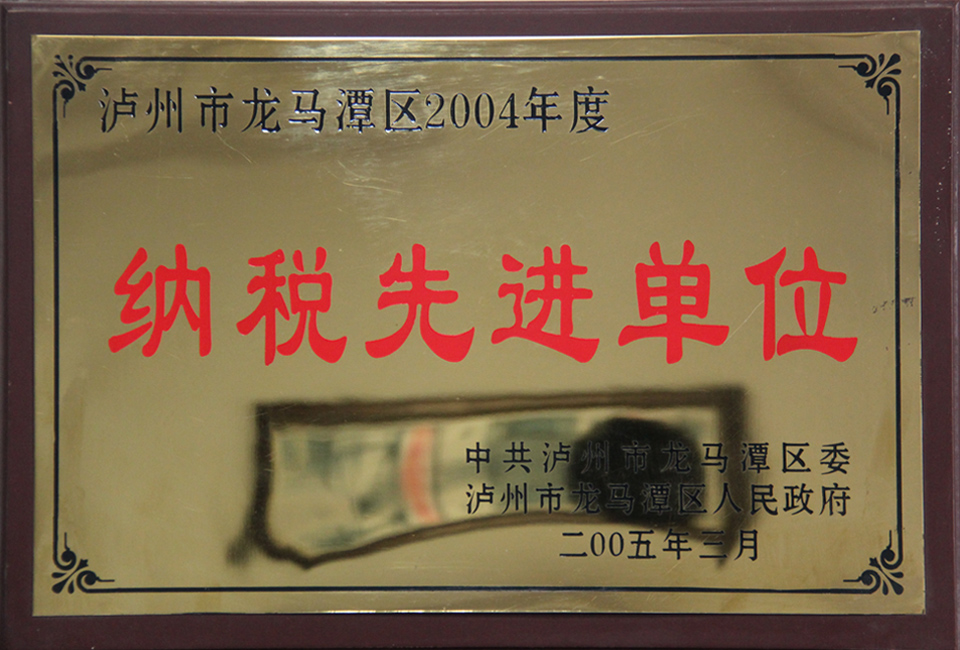 泸州市龙马潭区2004年度
纳税先进单位
中共泸州市龙马潭区委
泸州市龙马潭区人民政府
二00五年三月